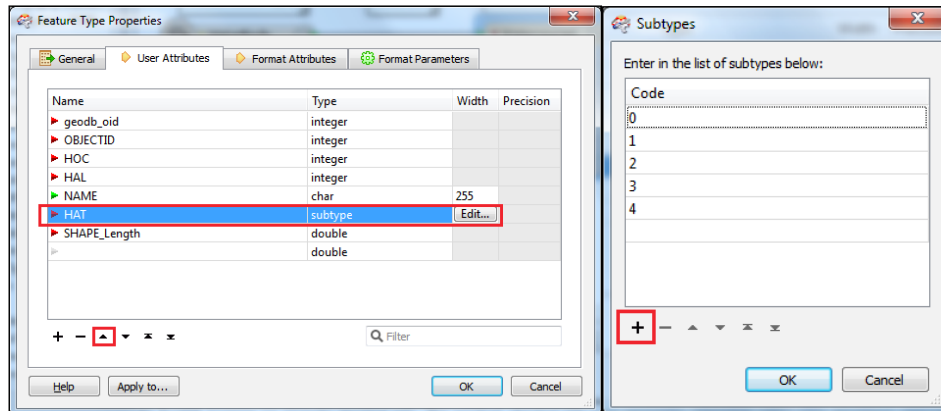 Feature Type Properties
General User Attributes Format Attributes Format Parameters
Name Type Width Precision
geodb_oid integer
OBJECTID integer
HOC integer
HAL integer
NAME char 255
HAT subtype Edit...
SHAPE_Length double
double
Filter
Help Apply to... OK Cancel
Subtypes
Enter in the list of subtypes below:
Code
0
1
2
3
4
OK Cancel